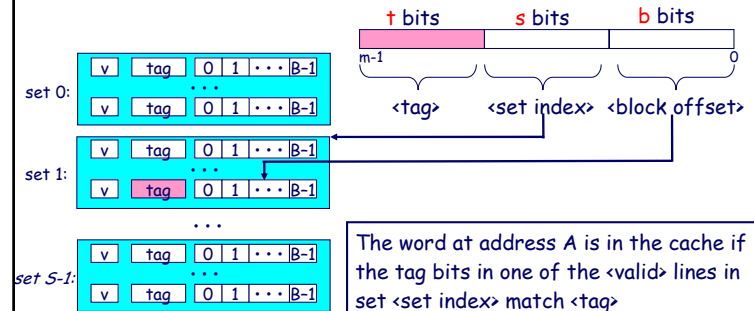 t bits s bits b bits
m-1 0
<tag> <set index> <block offset>
set 0:
v tag 0 1 • • • B-1
• • •
v tag 0 1 • • • B-1
set 1:
v tag 0 1 • • • B-1
• • •
v tag 0 1 • • • B-1
• • •
set S-1:
v tag 0 1 • • • B-1
• • •
v tag 0 1 • • • B-1
The word at address A is in the cache if
the tag bits in one of the <valid> lines in
set <set index> match <tag>